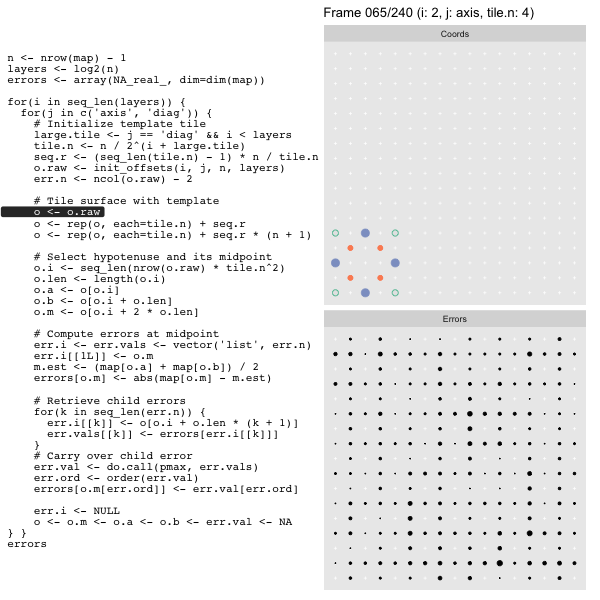 Frame 065/240 (i: 2, j: axis, tile.n: 4)
Coords
n <- nrow(map) - 1
layers <- log2(n)
errors <- array(NA_real_, dim=dim(map))
for(i in seq_len(layers)) {
  for(j in c('axis', 'diag')) {
    # Initialize template tile
    large.tile <- j == 'diag' && i < layers
    tile.n <- n / 2^(i + large.tile)
    seq.r <- (seq_len(tile.n) - 1) * n / tile.n
    o.raw <- init_offsets(i, j, n, layers)
    err.n <- ncol(o.raw) - 2
    # Tile surface with template
    o <- o.raw
    o <- rep(o, each=tile.n) + seq.r
    o <- rep(o, each=tile.n) + seq.r * (n + 1)
    # Select hypotenuse and its midpoint
    o.i <- seq_len(nrow(o.raw) * tile.n^2)
    o.len <- length(o.i)
    o.a <- o[o.i]
    o.b <- o[o.i + o.len]
    o.m <- o[o.i + 2 * o.len]
    # Compute errors at midpoint
    err.i <- err.vals <- vector('list', err.n)
    err.i[[1L]] <- o.m
    m.est <- (map[o.a] + map[o.b]) / 2
    errors[o.m] <- abs(map[o.m] - m.est)
    # Retrieve child errors
    for(k in seq_len(err.n)) {
      err.i[[k]] <- o[o.i + o.len * (k + 1)]
      err.vals[[k]] <- errors[err.i[[k]]]
    }
    # Carry over child error
    err.val <- do.call(pmax, err.vals)
    err.ord <- order(err.val)
    errors[o.m[err.ord]] <- err.val[err.ord]
    err.i <- NULL
    o <- o.m <- o.a <- o.b <- err.val <- NA
} }
errors
Errors